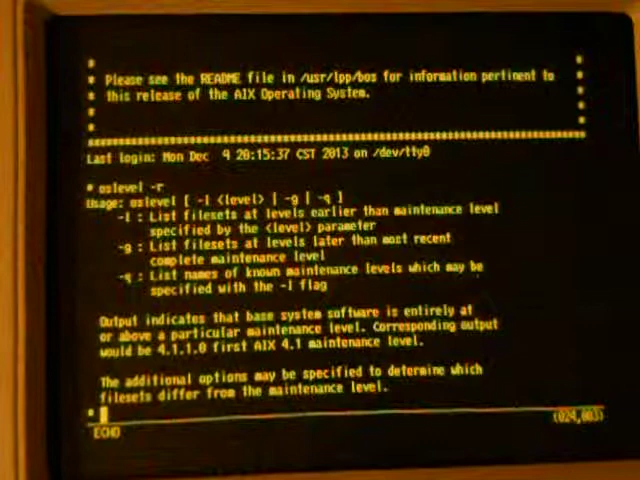 *                                                                             *
*  Please see the README file in /usr/lpp/bos for information pertinent to    *
*  this release of the AIX Operating System.                                  *
*                                                                             *
*                                                                             *
*******************************************************************************
Last login: Mon Dec  9 20:15:37 CST 2013 on /dev/tty0
# oslevel -r
Usage: oslevel [ -l <level> | -g | -q ]
-l : List filesets at levels earlier than maintenance level
specified by the <level> parameter
-g : List filesets at levels later than most recent
complete maintenance level
-q : List names of known maintenance levels which may be
specified with the -l flag
Output indicates that base system software is entirely at
or above a particular maintenance level. Corresponding output
would be 4.1.1.0 first AIX 4.1 maintenance level.
The additional options may be specified to determine which
filesets differ from the maintenance level.
#
ECHO (024,003)